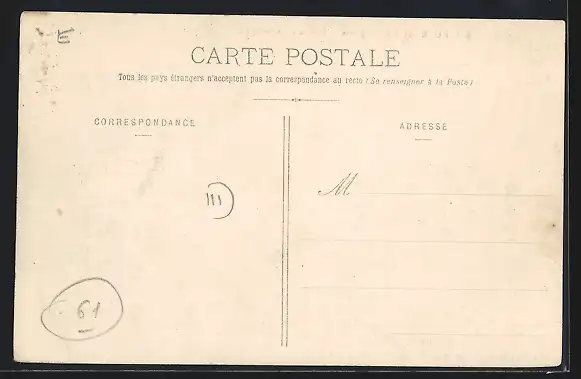 CARTE POSTALE
Tous les pays étrangers n'acceptent pas la correspondance au recto (Se renseigner à la Poste)
CORRESPONDANCE
ADRESSE
M
III
61